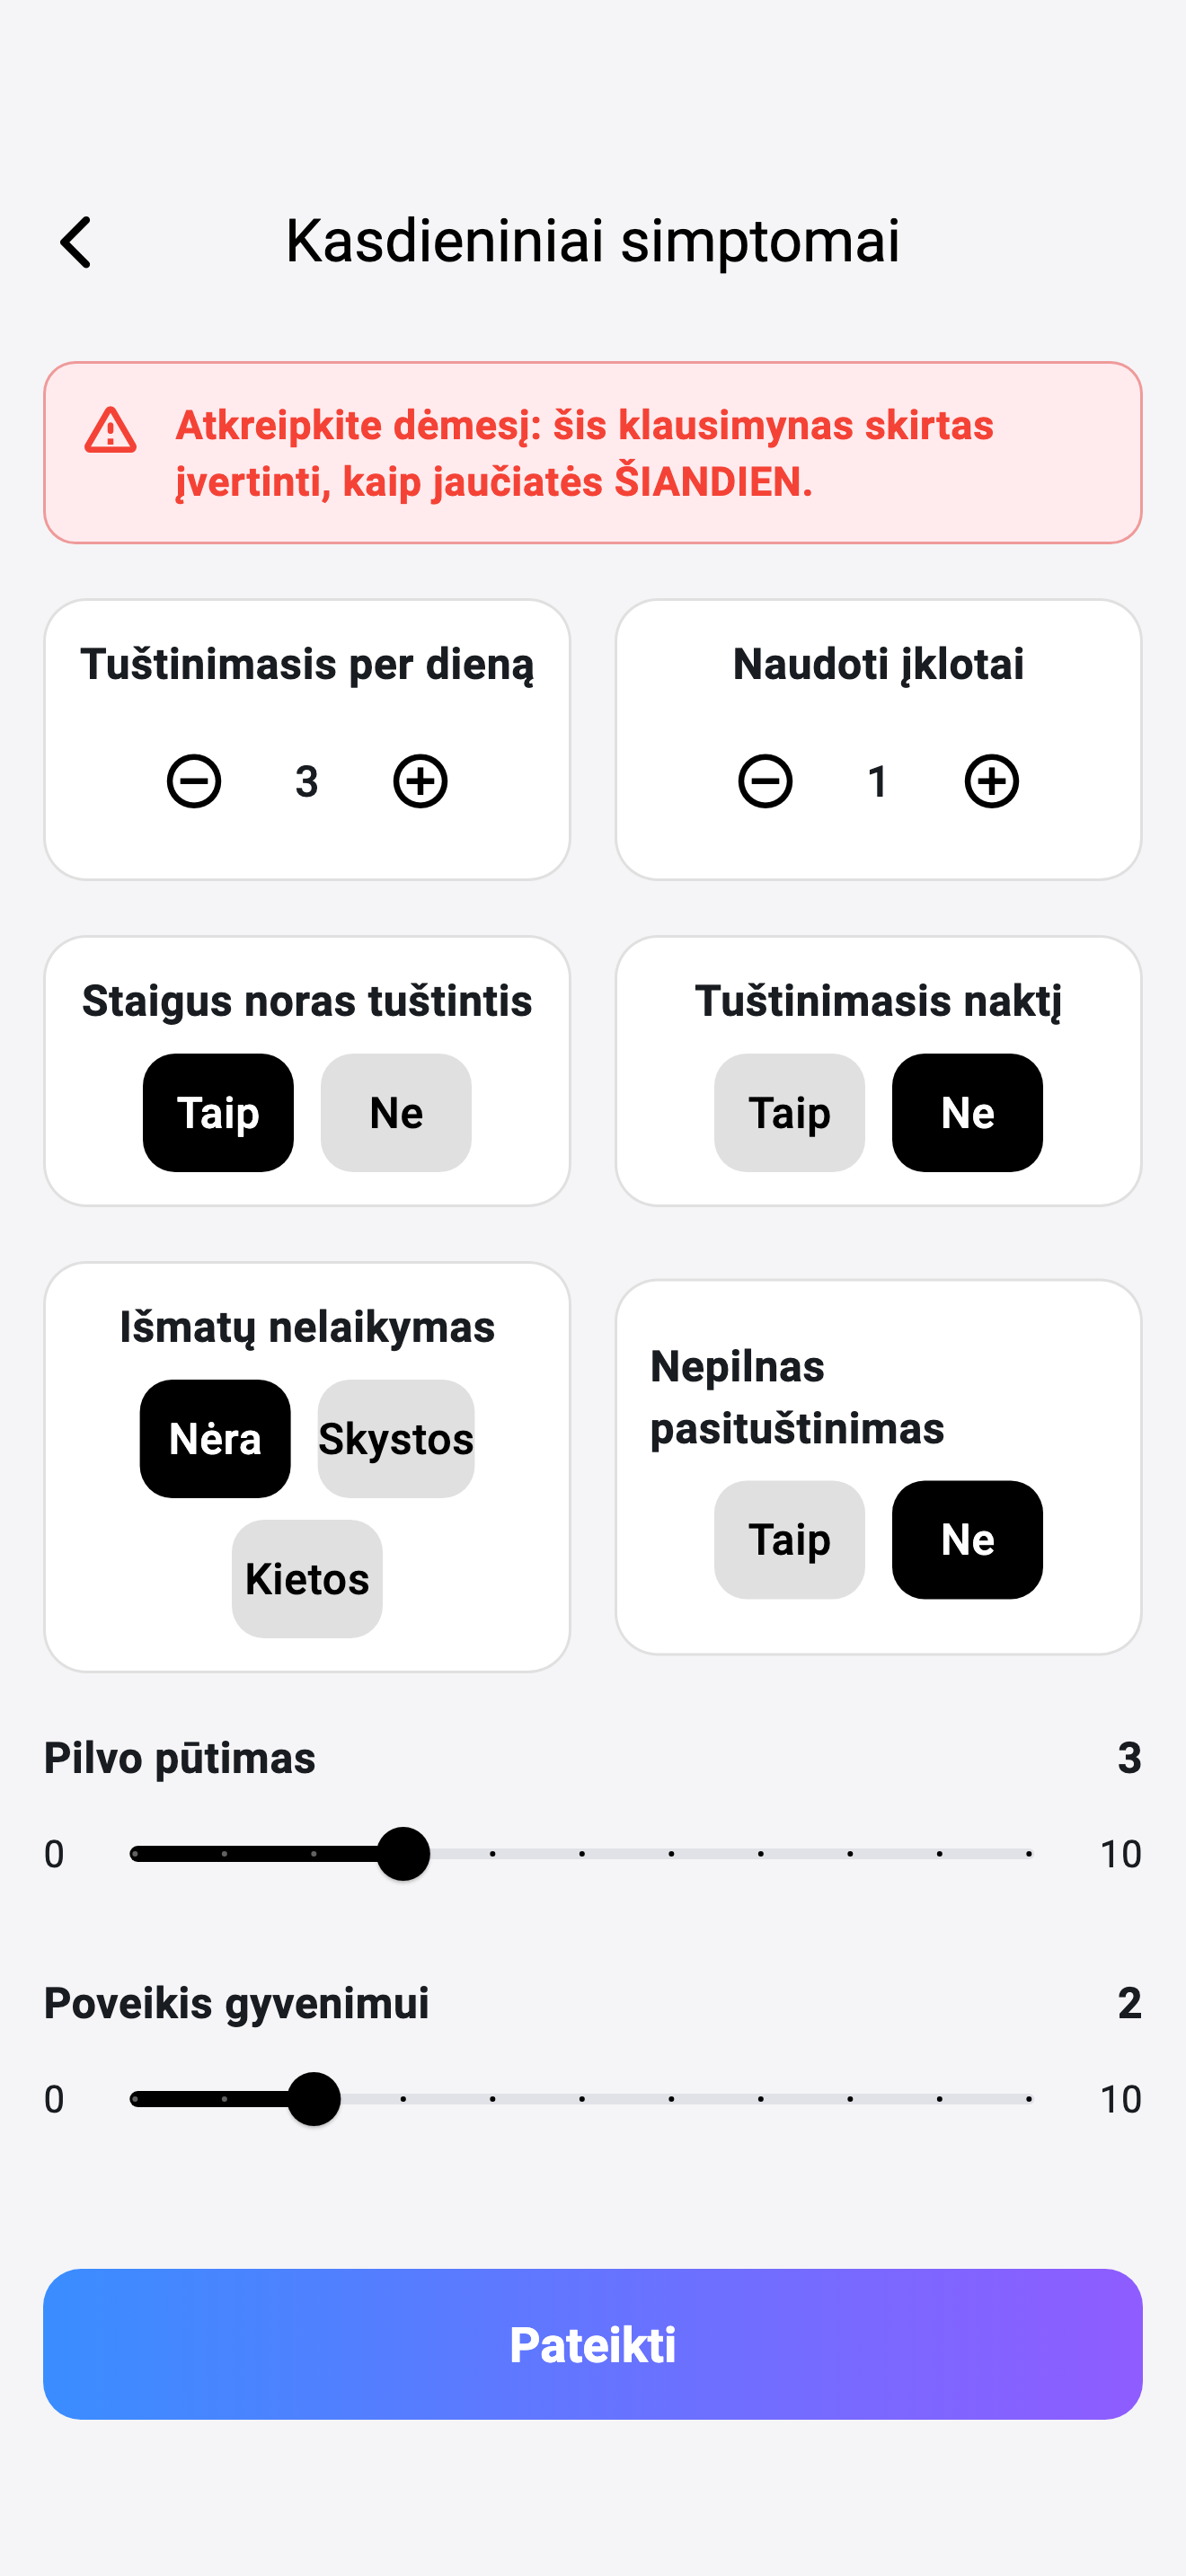 Kasdieniniai simptomai
Atkreipkite dėmesį: šis klausimynas skirtas
įvertinti, kaip jaučiatės ŠIANDIEN.
Tuštinimasis per dieną
3
Naudoti įklotai
1
Staigus noras tuštintis
Taip Ne
Tuštinimasis naktį
Taip Ne
Išmatų nelaikymas
Nėra Skystos
Kietos
Nepilnas
pasituštinimas
Taip Ne
Pilvo pūtimas 3
0 10
Poveikis gyvenimui 2
0 10
Pateikti